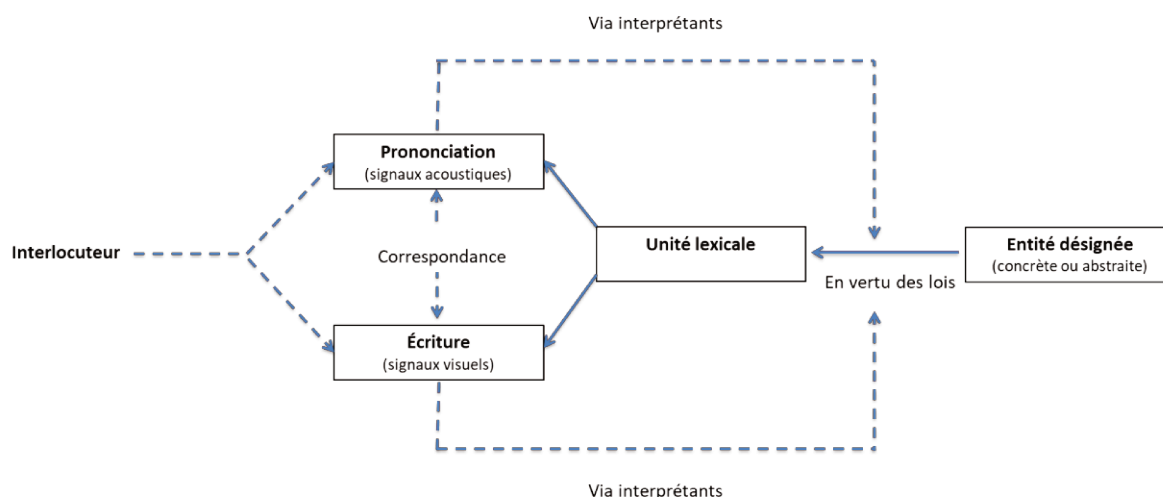 Via interprétants
Prononciation
(signaux acoustiques)
Interlocuteur
Correspondance
Unité lexicale
Entité désignée
(concrète ou abstraite)
En vertu des lois
Écriture
(signaux visuels)
Via interprétants